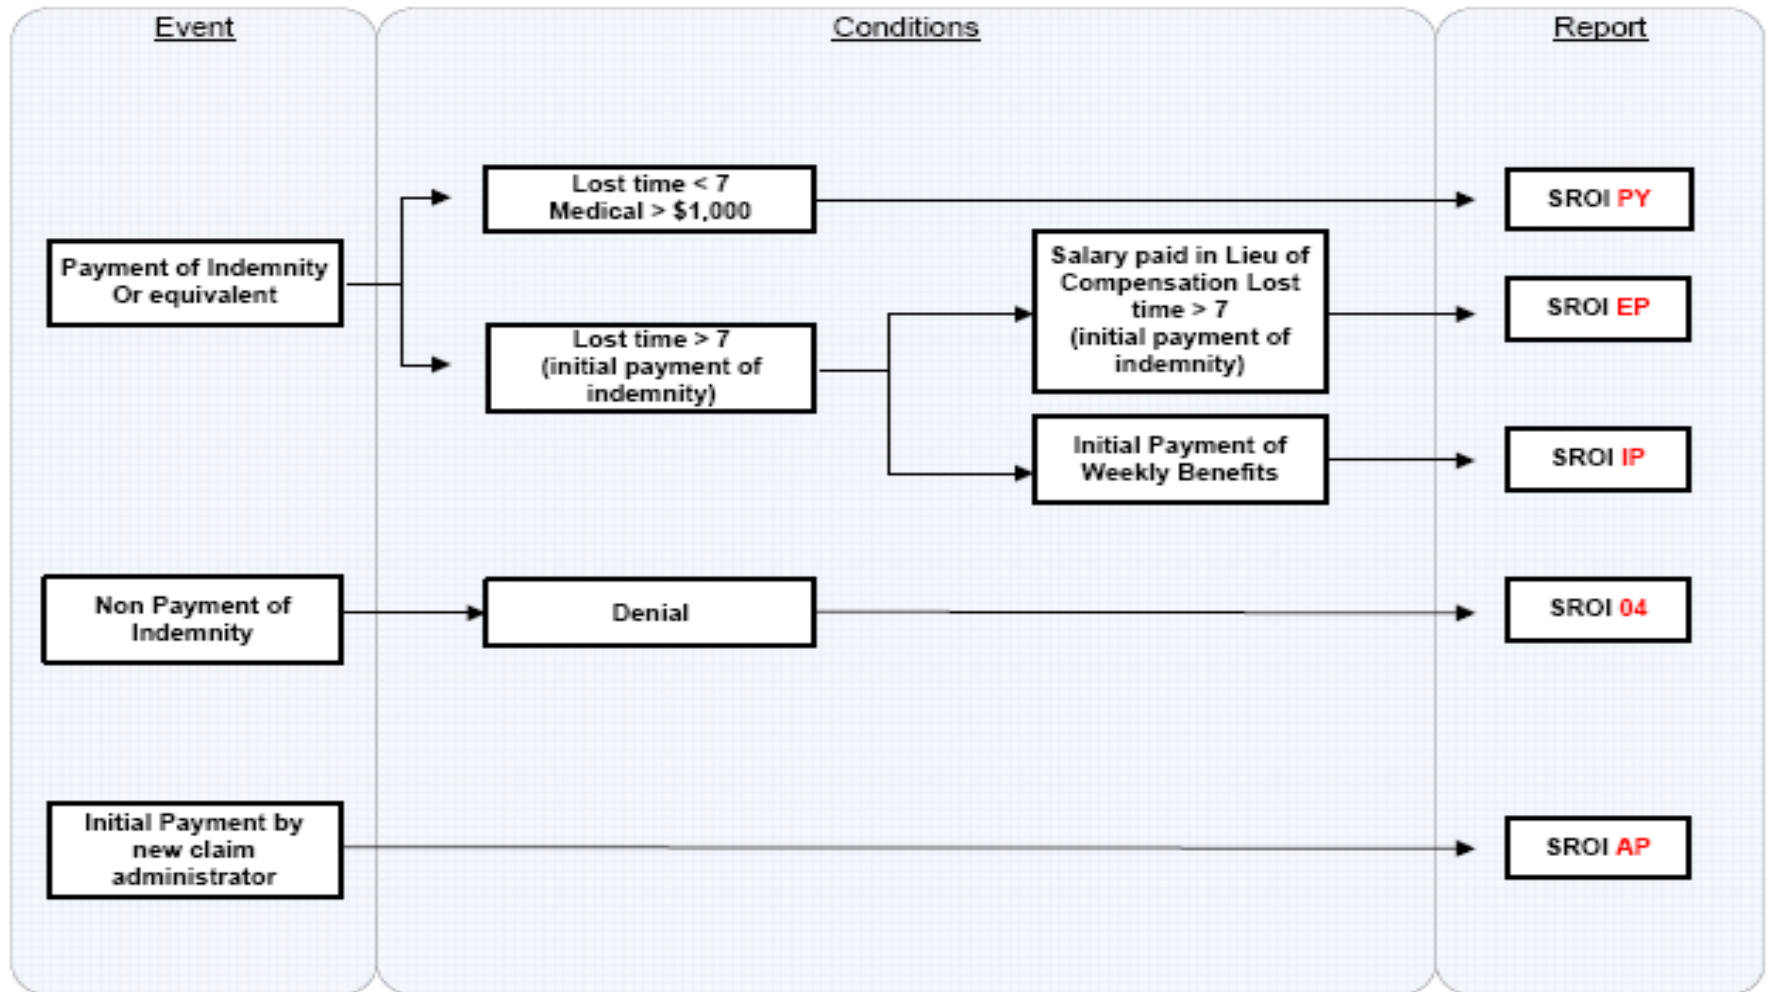 Event
Conditions
Report
Lost time < 7
Medical > $1,000
SROI PY
Payment of Indemnity
Or equivalent
Salary paid in Lieu of
Compensation Lost
time > 7
(initial payment of
indemnity)
SROI EP
Lost time > 7
(initial payment of
indemnity)
Initial Payment of
Weekly Benefits
SROI IP
Non Payment of
Indemnity
Denial
SROI 04
Initial Payment by
new claim
administrator
SROI AP